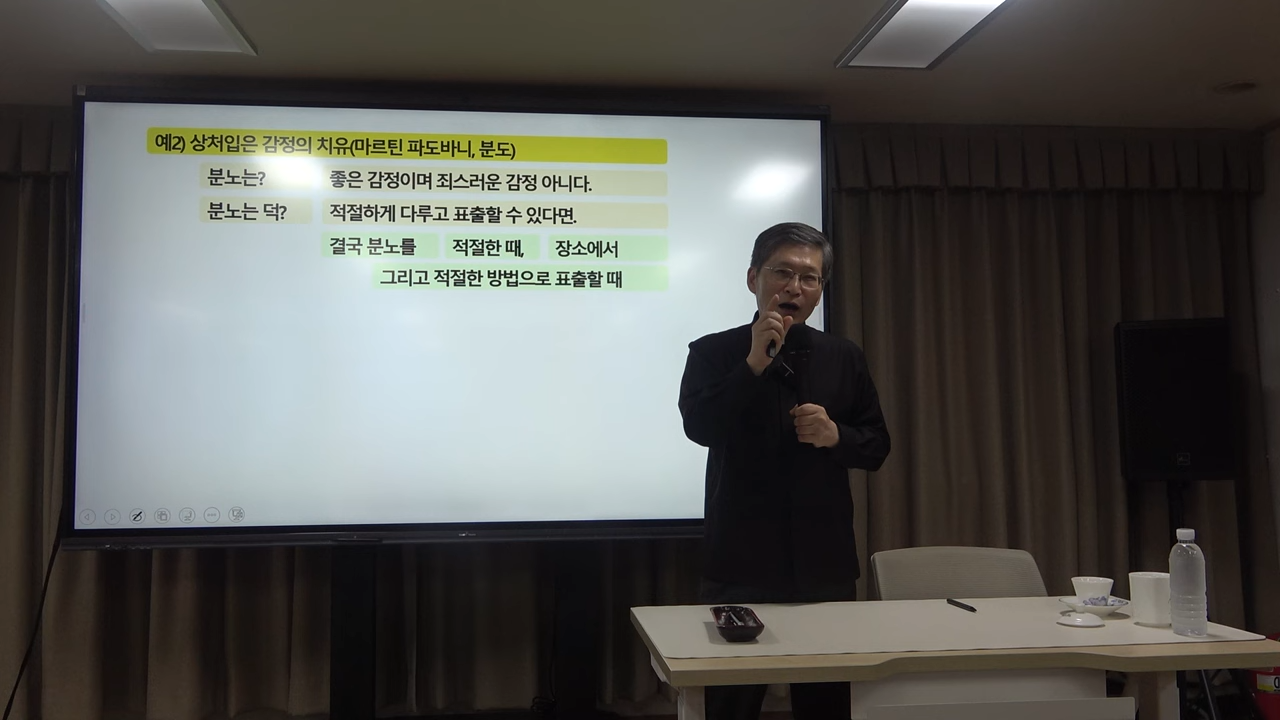 예2) 상처입은 감정의 치유(마르틴 파도바니, 분도)
분노는? 좋은 감정이며 죄스러운 감정 아니다.
분노는 덕? 적절하게 다루고 표출할 수 있다면.
결국 분노를 적절한 때, 장소에서
그리고 적절한 방법으로 표출할 때